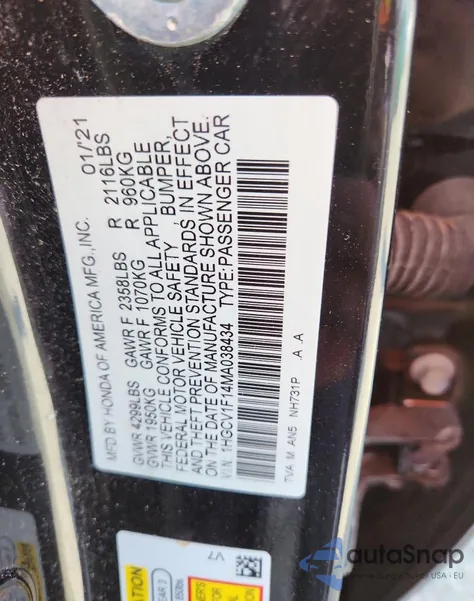 MFD. BY HONDA OF AMERICA MFG., INC. 01/'21
GVWR 4299LBS GAWR F 2358LBS R 2116LBS
GVWR 1950KG GAWR F 1070KG R 960KG
THIS VEHICLE CONFORMS TO ALL APPLICABLE
FEDERAL MOTOR VEHICLE SAFETY, BUMPER,
AND THEFT PREVENTION STANDARDS IN EFFECT
ON THE DATE OF MANUFACTURE SHOWN ABOVE.
V.I.N: 1HGCV1F14MA038434 TYPE:PASSENGER CAR
TVA M AN5 NH731P A A
autoSnap
USA - EU